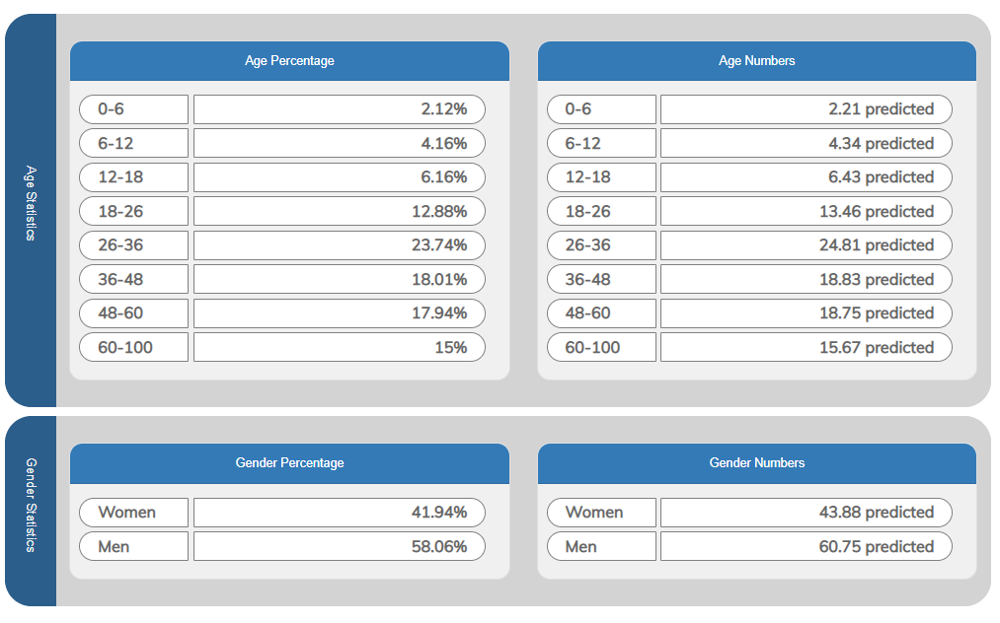 Age Statistics
Age Percentage
0-6 2.12%
6-12 4.16%
12-18 6.16%
18-26 12.88%
26-36 23.74%
36-48 18.01%
48-60 17.94%
60-100 15%
Age Numbers
0-6 2.21 predicted
6-12 4.34 predicted
12-18 6.43 predicted
18-26 13.46 predicted
26-36 24.81 predicted
36-48 18.83 predicted
48-60 18.75 predicted
60-100 15.67 predicted
Gender Statistics
Gender Percentage
Women 41.94%
Men 58.06%
Gender Numbers
Women 43.88 predicted
Men 60.75 predicted